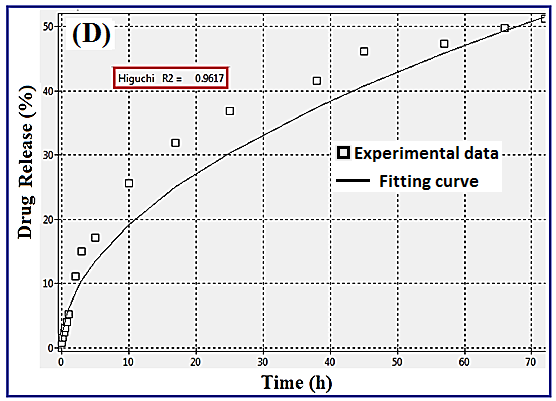 (D)
Higuchi R2 = 0.9617
50
40
30
20
10
0
Drug Release (%)
Experimental data
Fitting curve
0 10 20 30 40 50 60 70
Time (h)